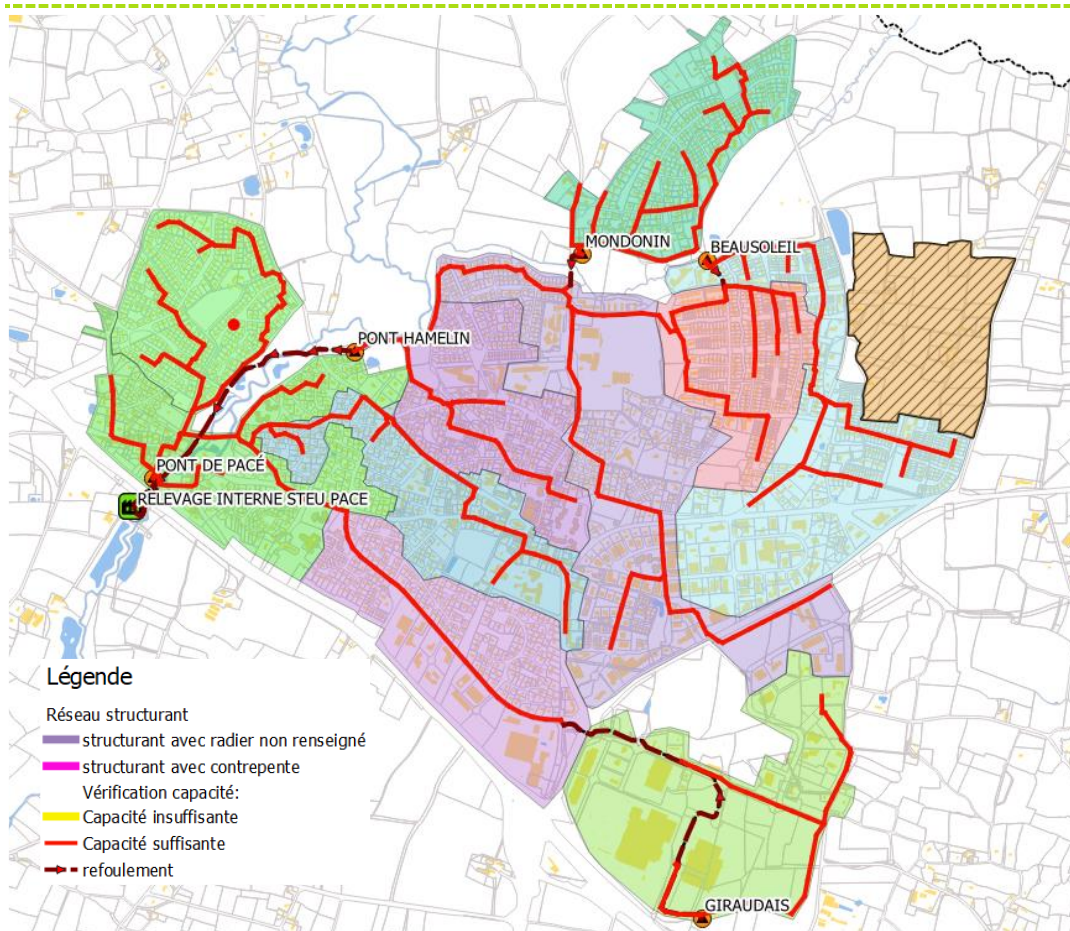 MONDONIN
BEAUSOLEIL
PONT HAMELIN
PONT DE PACÉ
RELEVAGE INTERNE STEU PACE
GIRAUDAIS
Légende
Réseau structurant
structurant avec radier non renseigné
structurant avec contrepente
Vérification capacité:
Capacité insuffisante
Capacité suffisante
refoulement